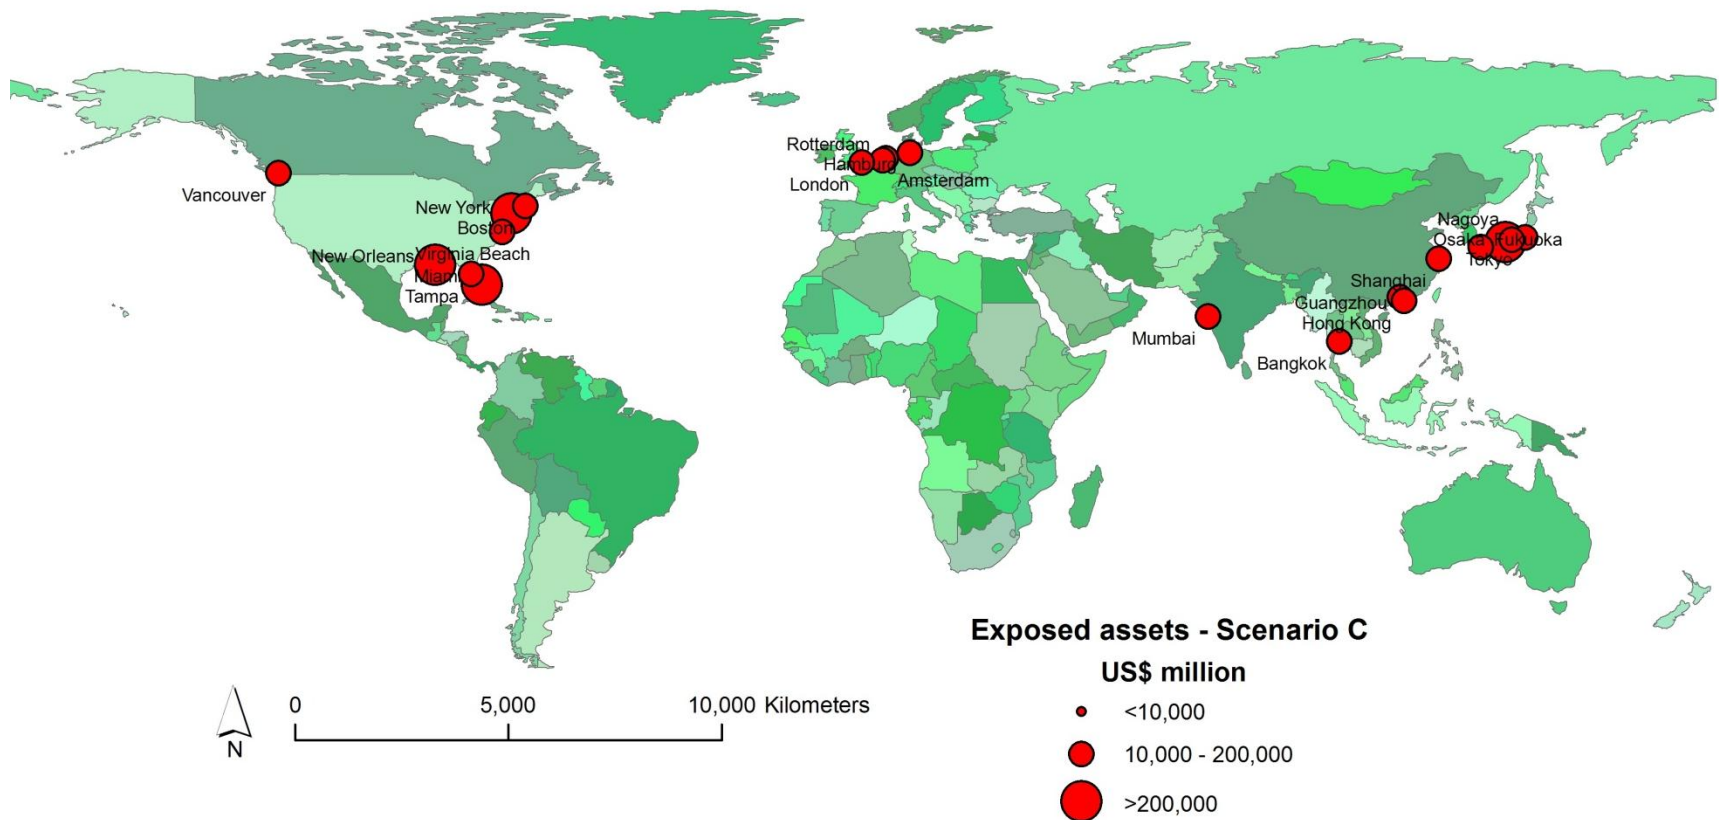 Rotterdam
Hamburg
London
Amsterdam
Vancouver
New York
Boston
New Orleans
Virginia Beach
Miami
Tampa
Nagoya
Osaka
Fukuoka
Tokyo
Shanghai
Guangzhou
Hong Kong
Mumbai
Bangkok
Exposed assets - Scenario C
US$ million
<10,000
10,000 - 200,000
>200,000
0
5,000
10,000 Kilometers
N